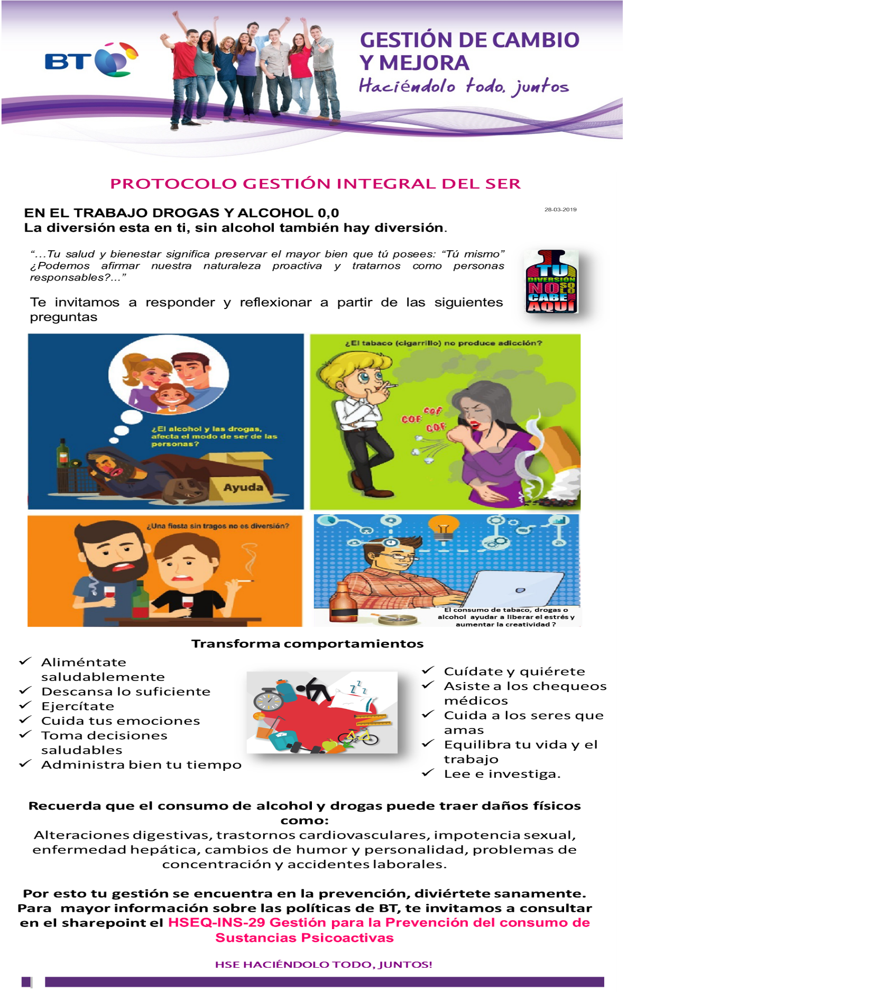 BT
GESTIÓN DE CAMBIO
Y MEJORA
Haciéndolo todo, juntos
PROTOCOLO GESTIÓN INTEGRAL DEL SER
EN EL TRABAJO DROGAS Y ALCOHOL 0,0
28-03-2019
La diversión esta en ti, sin alcohol también hay diversión.
“…Tu salud y bienestar significa preservar el mayor bien que tú posees: “Tú mismo”
¿Podemos afirmar nuestra naturaleza proactiva y tratarnos como personas
responsables?...”
TU
DIVERSIÓN
NO SOLO
CABE
AQUÍ
Te invitamos a responder y reflexionar a partir de las siguientes
preguntas
¿El alcohol y las drogas,
afecta el modo de ser de las
personas?
Ayuda
¿El tabaco (cigarrillo) no produce adicción?
cof
COF
COF
¿Una fiesta sin tragos no es diversión?
El consumo de tabaco, drogas o
alcohol ayudar a liberar el estrés y
aumentar la creatividad ?
Transforma comportamientos
✓ Aliméntate
saludablemente
✓ Descansa lo suficiente
✓ Ejercítate
✓ Cuida tus emociones
✓ Toma decisiones
saludables
✓ Administra bien tu tiempo
Z Z Z
✓ Cuídate y quiérete
✓ Asiste a los chequeos
médicos
✓ Cuida a los seres que
amas
✓ Equilibra tu vida y el
trabajo
✓ Lee e investiga.
Recuerda que el consumo de alcohol y drogas puede traer daños físicos
como:
Alteraciones digestivas, trastornos cardiovasculares, impotencia sexual,
enfermedad hepática, cambios de humor y personalidad, problemas de
concentración y accidentes laborales.
Por esto tu gestión se encuentra en la prevención, diviértete sanamente.
Para mayor información sobre las políticas de BT, te invitamos a consultar
en el sharepoint el HSEQ-INS-29 Gestión para la Prevención del consumo de
Sustancias Psicoactivas
HSE HACIÉNDOLO TODO, JUNTOS!